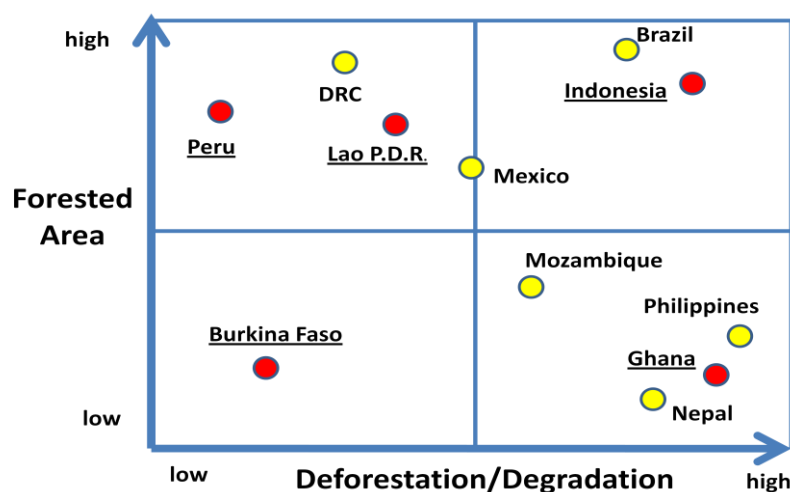 high
Brazil
Indonesia
DRC
Peru
Lao P.D.R.
Mexico
Forested
Area
Mozambique
Philippines
Burkina Faso
Ghana
Nepal
low
low
Deforestation/Degradation
high